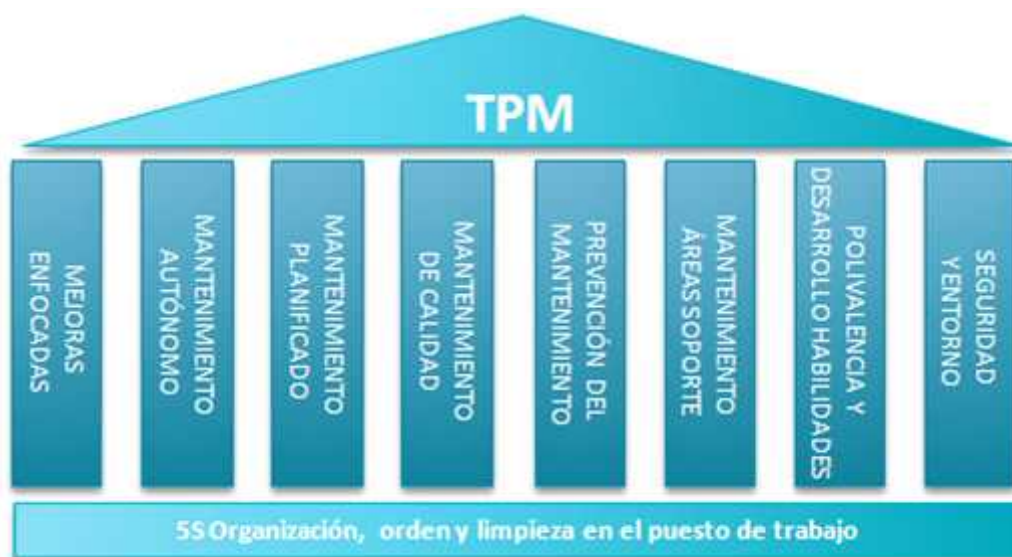 TPM
MEJORAS
ENFOCADAS
MANTENIMIENTO
AUTÓNOMO
MANTENIMIENTO
PLANIFICADO
MANTENIMIENTO
DE CALIDAD
PREVENCIÓN DEL
MANTENIMIENTO
MANTENIMIENTO
ÁREAS SOPORTE
POLIVALENCIA Y
DESARROLLO HABILIDADES
SEGURIDAD
Y ENTORNO
5S Organización, orden y limpieza en el puesto de trabajo